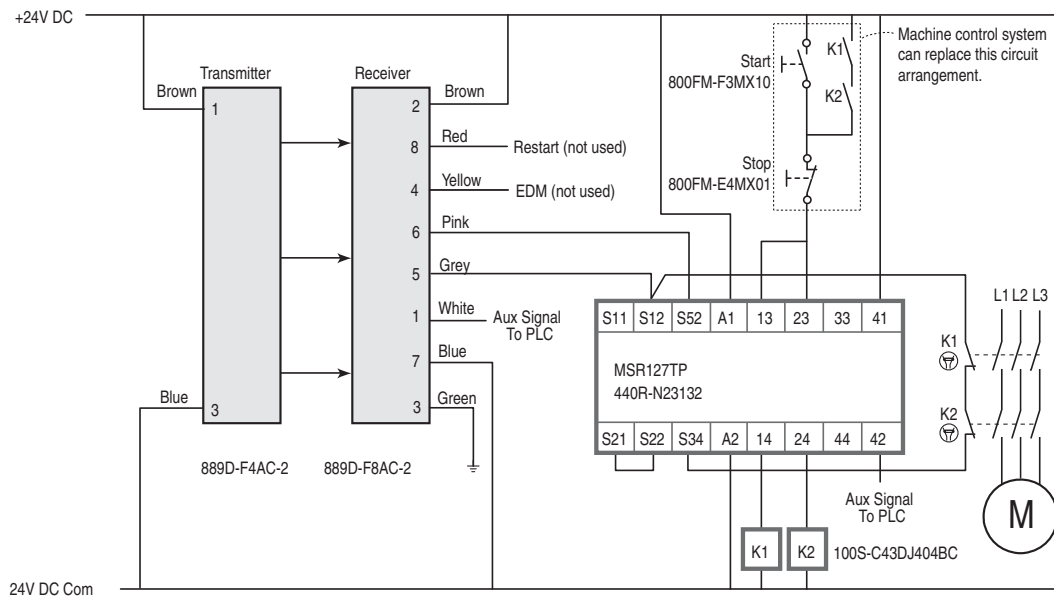 +24V DC
Machine control system
can replace this circuit
arrangement.
Start
800FM-F3MX10
K1
K2
Stop
800FM-E4MX01
Transmitter
Receiver
Brown
1
2
Brown
8
Red
Restart (not used)
4
Yellow
EDM (not used)
6
Pink
5
Grey
1
White
Aux Signal
To PLC
7
Blue
3
Green
Blue
3
889D-F4AC-2
889D-F8AC-2
S11 S12 S52 A1 13 23 33 41
MSR127TP
440R-N23132
S21 S22 S34 A2 14 24 44 42
L1 L2 L3
K1
K2
M
Aux Signal
To PLC
K1
K2
100S-C43DJ404BC
24V DC Com